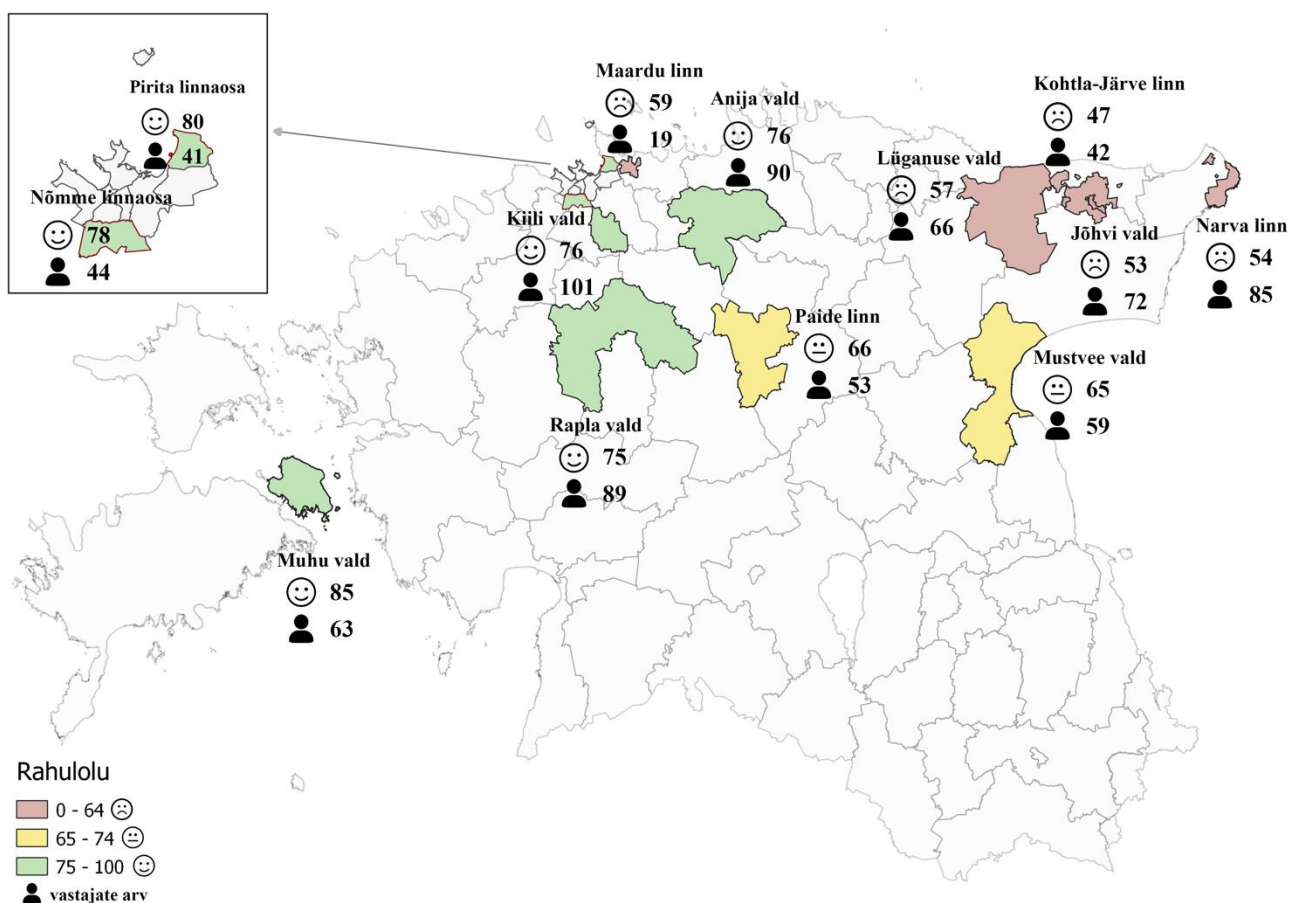 Pirita linnaosa
80
41
Nõmme linnaosa
78
44
Maardu linn
59
19
Anija vald
76
90
Kohtla-Järve linn
47
42
Lüganuse vald
57
66
Kiili vald
76
101
Jõhvi vald
53
72
Narva linn
54
85
Paide linn
66
53
Mustvee vald
65
59
Rapla vald
75
89
Muhu vald
85
63
Rahulolu
0 - 64
65 - 74
75 - 100
vastajate arv